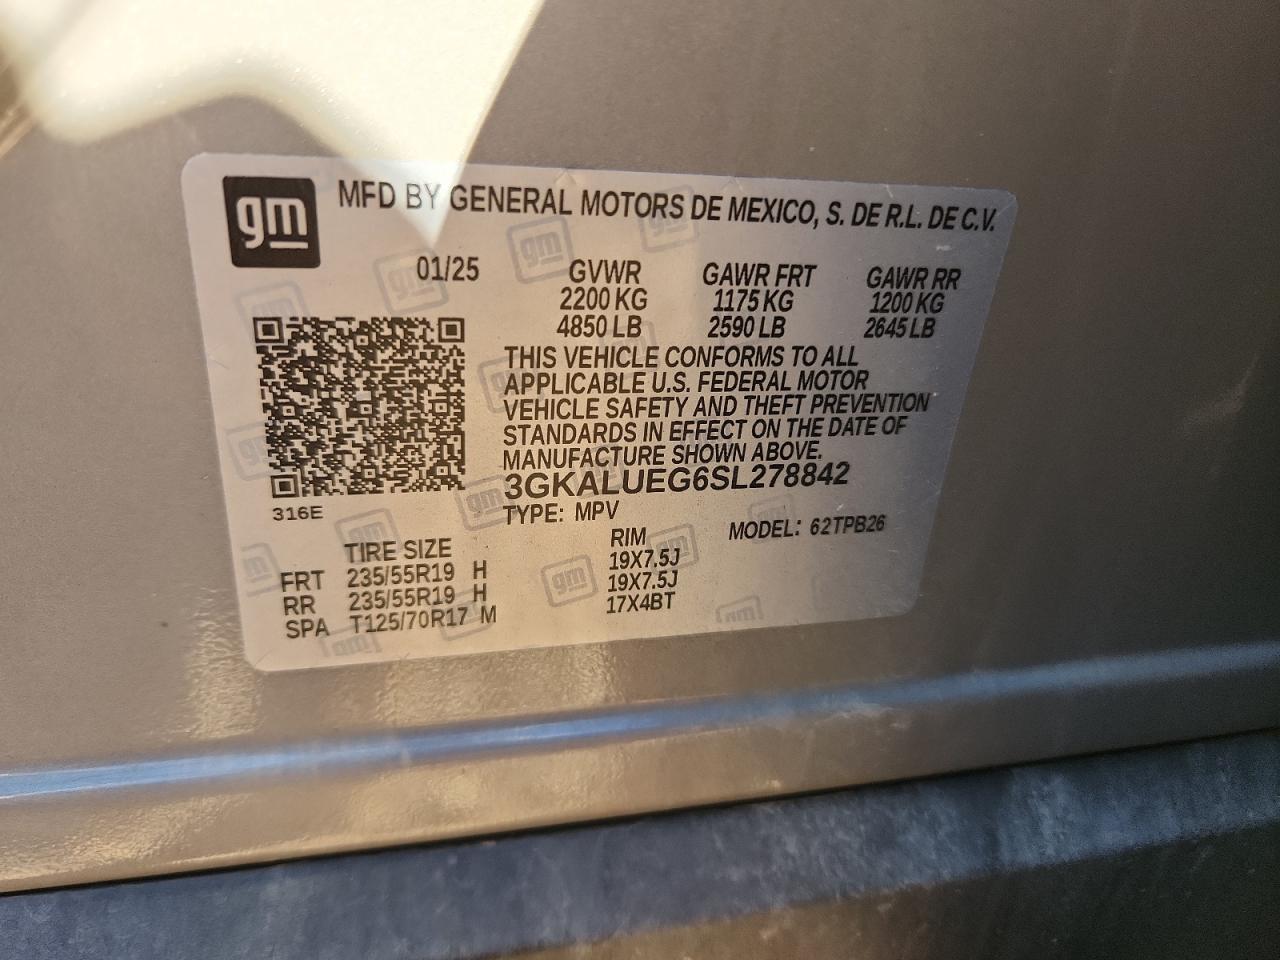 gm MFD BY GENERAL MOTORS DE MEXICO, S. DE R.L. DE C.V.
01/25 GVWR GAWR FRT GAWR RR
2200 KG 1175 KG 1200 KG
4850 LB 2590 LB 2645 LB
THIS VEHICLE CONFORMS TO ALL
APPLICABLE U.S. FEDERAL MOTOR
VEHICLE SAFETY AND THEFT PREVENTION
STANDARDS IN EFFECT ON THE DATE OF
MANUFACTURE SHOWN ABOVE.
3GKALUEG6SL278842
316E
TYPE: MPV MODEL: 62TPB26
TIRE SIZE RIM
FRT 235/55R19 H 19X7.5J
RR 235/55R19 H 19X7.5J
SPA T125/70R17 M 17X4BT